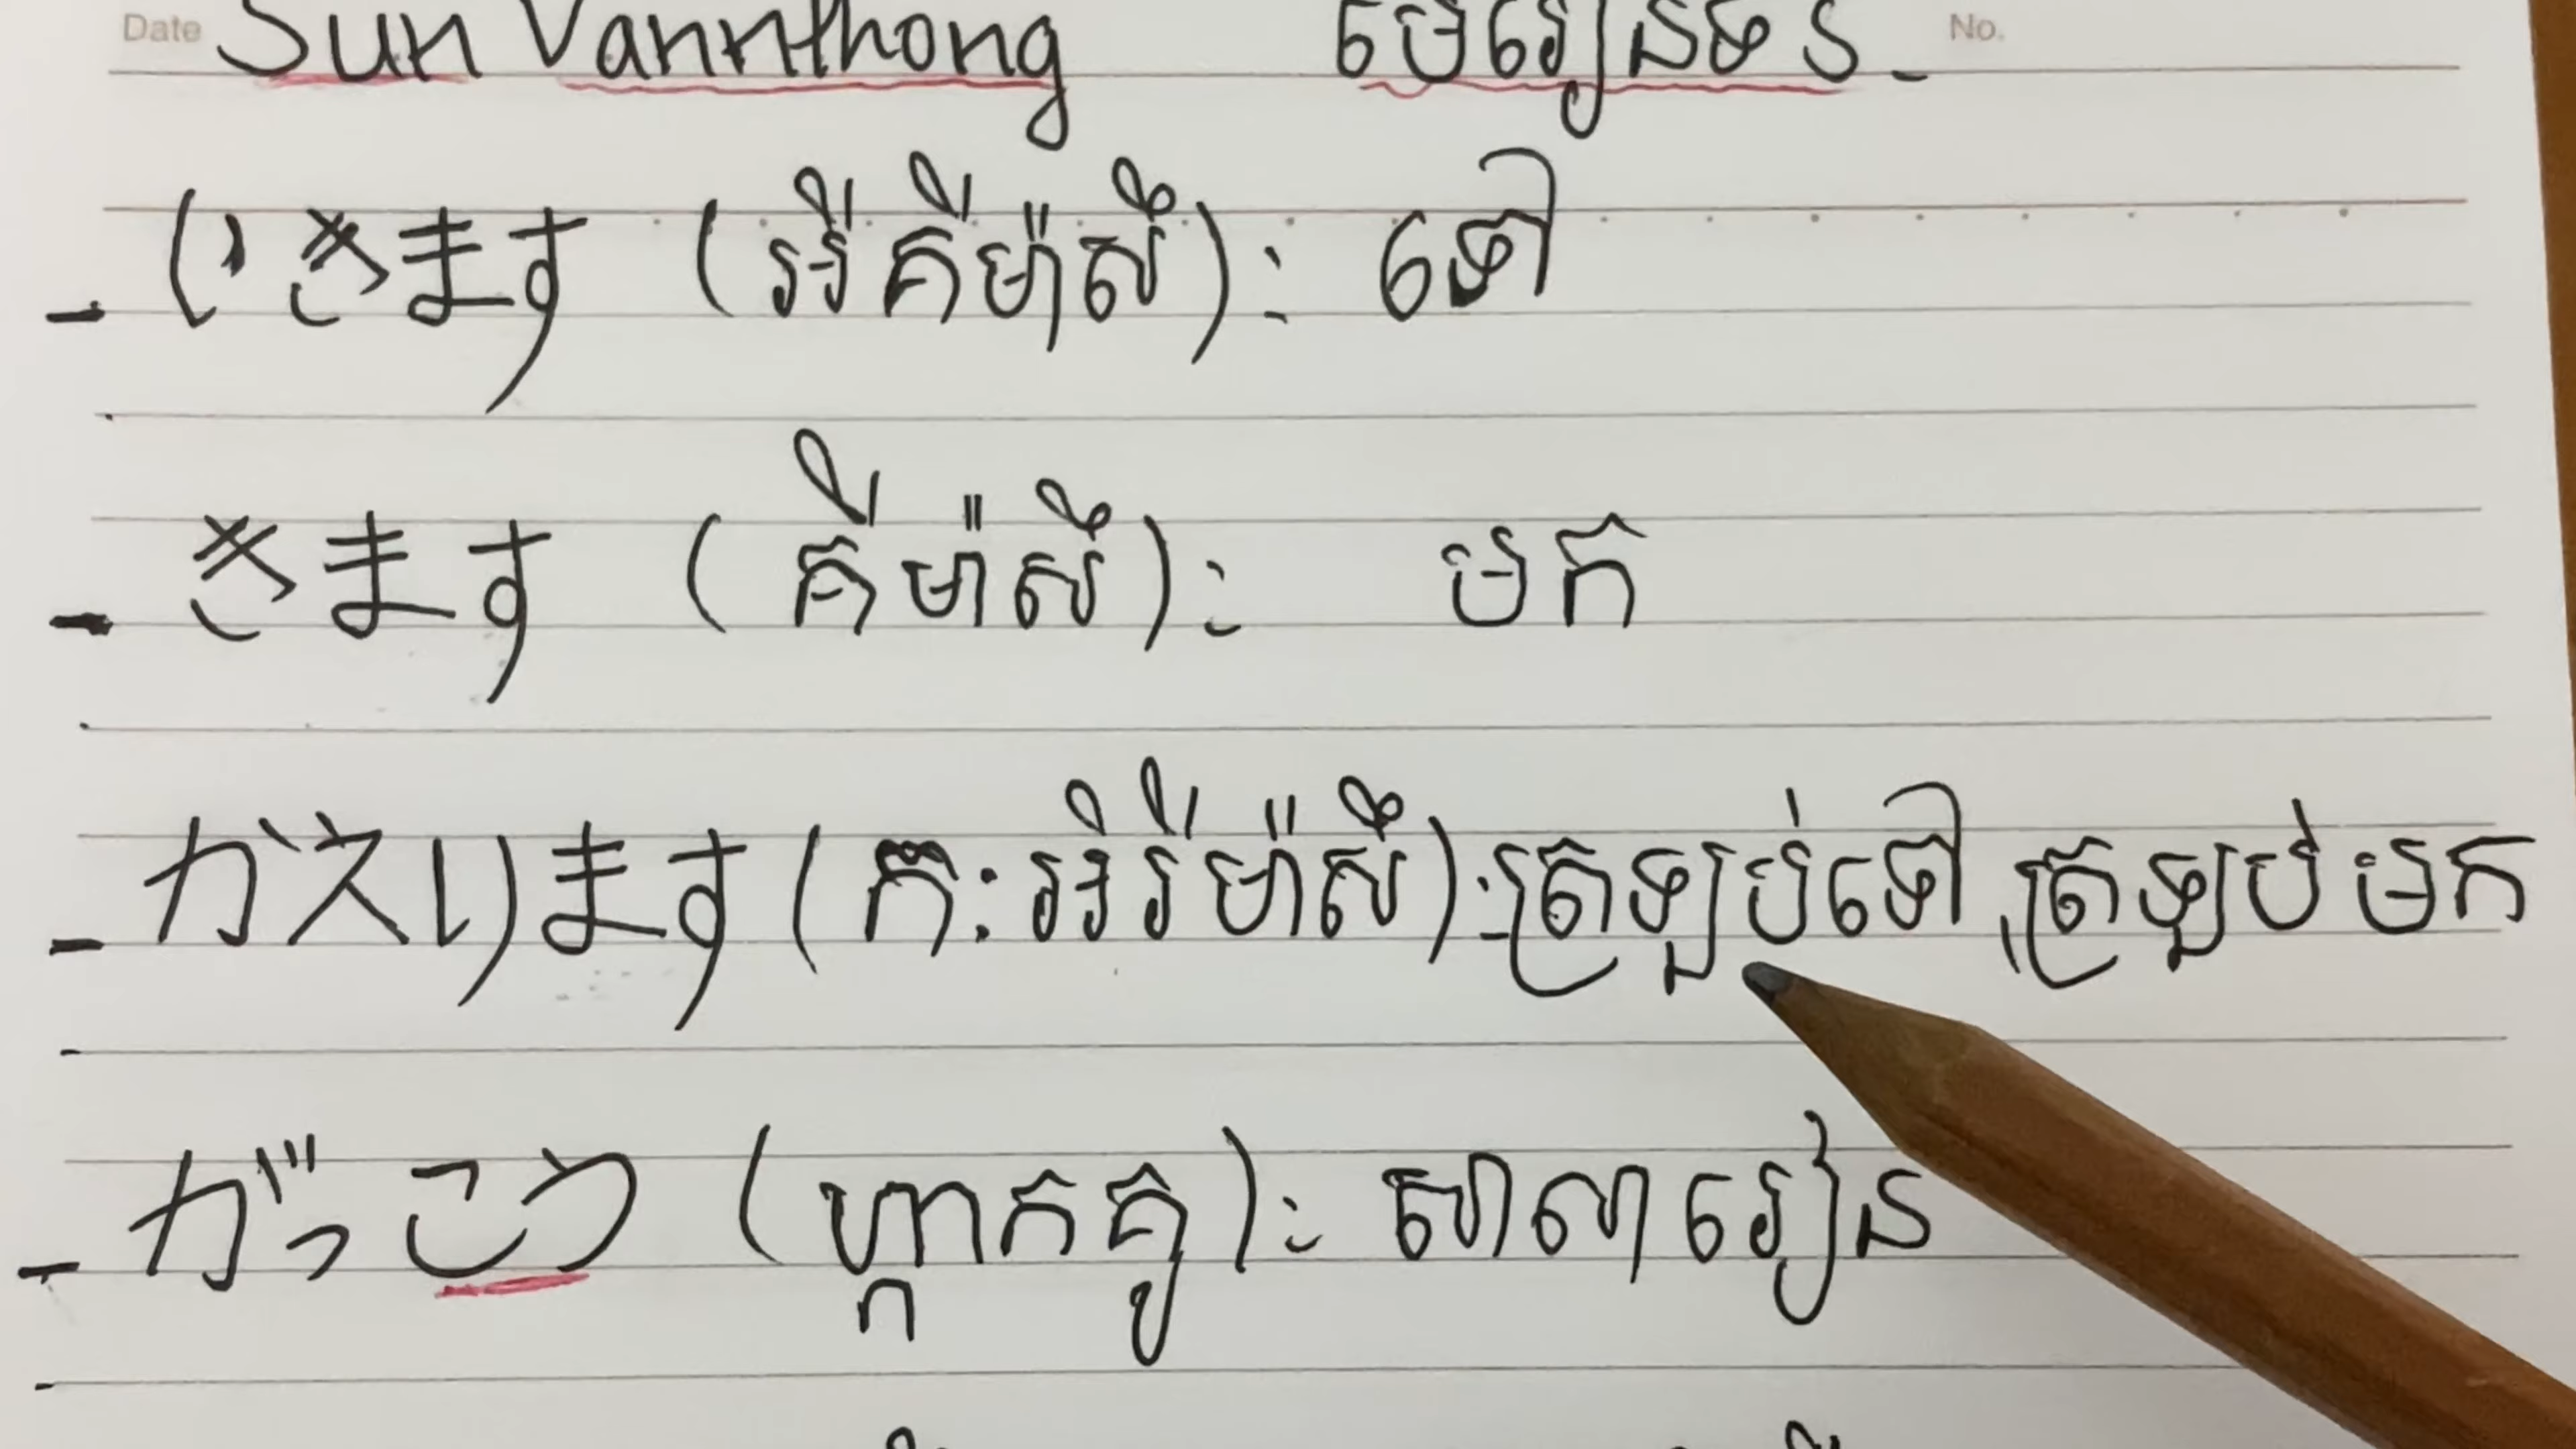 Date Sun Vannthong មេរៀនទី ៤ No.
- いきます (អ៊ីគីម៉ាស៊ឹ): ទៅ
- きます (គីម៉ាស៊ឹ): មក
- かえります (កៈអិរីម៉ាស៊ឹ): ត្រឡប់ទៅ, ត្រឡប់មក
- がっこう (ហ្កាកគូ): សាលារៀន